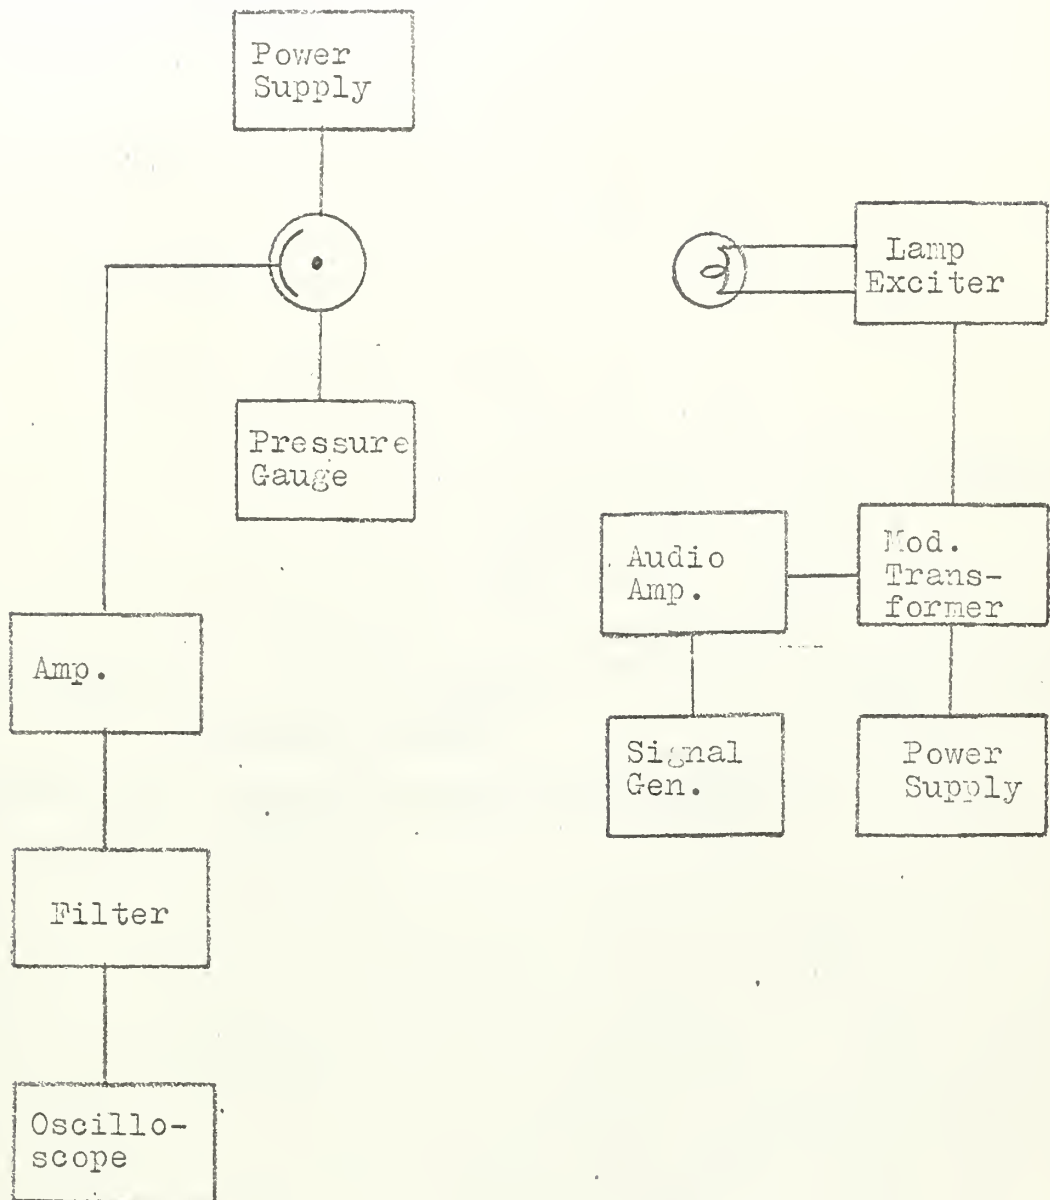 Power
Supply
Lamp
Exciter
Pressure
Gauge
Audio
Amp.
Mod.
Trans-
former
Amp.
Signal
Gen.
Power
Supply
Filter
Oscillo-
scope